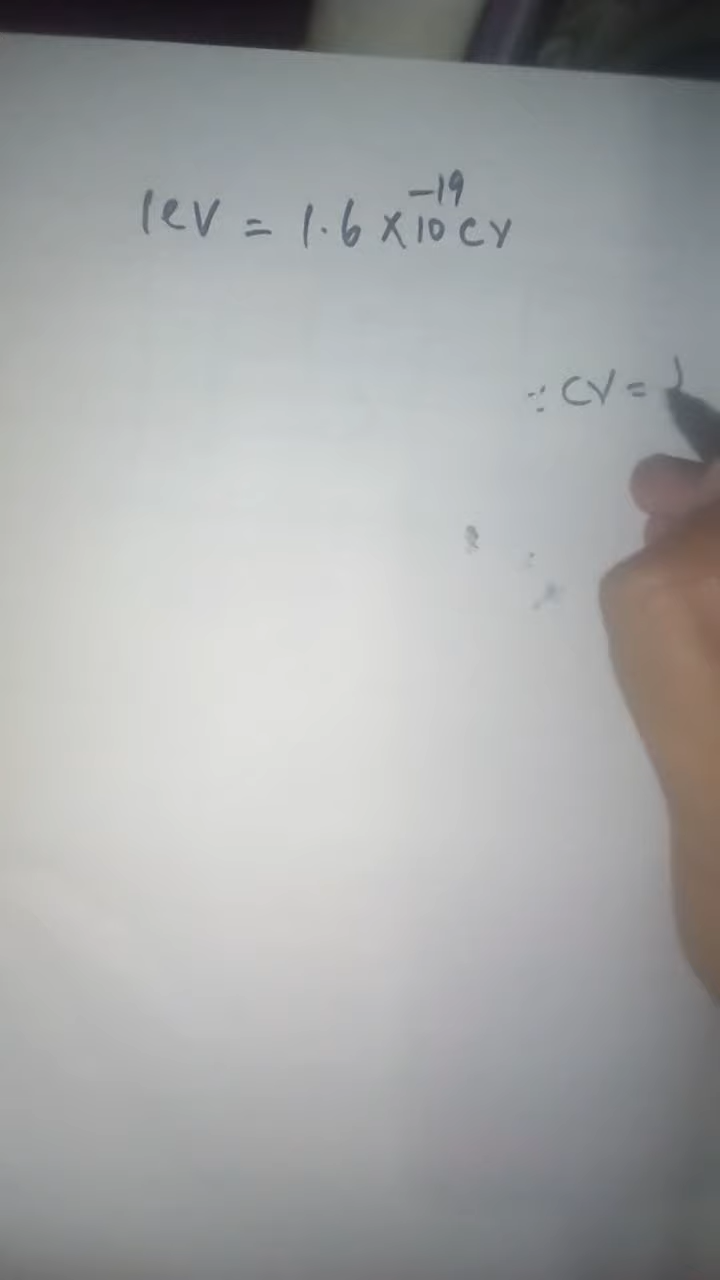 1eV = 1.6 × 10⁻¹⁹ CV
∵ CV =